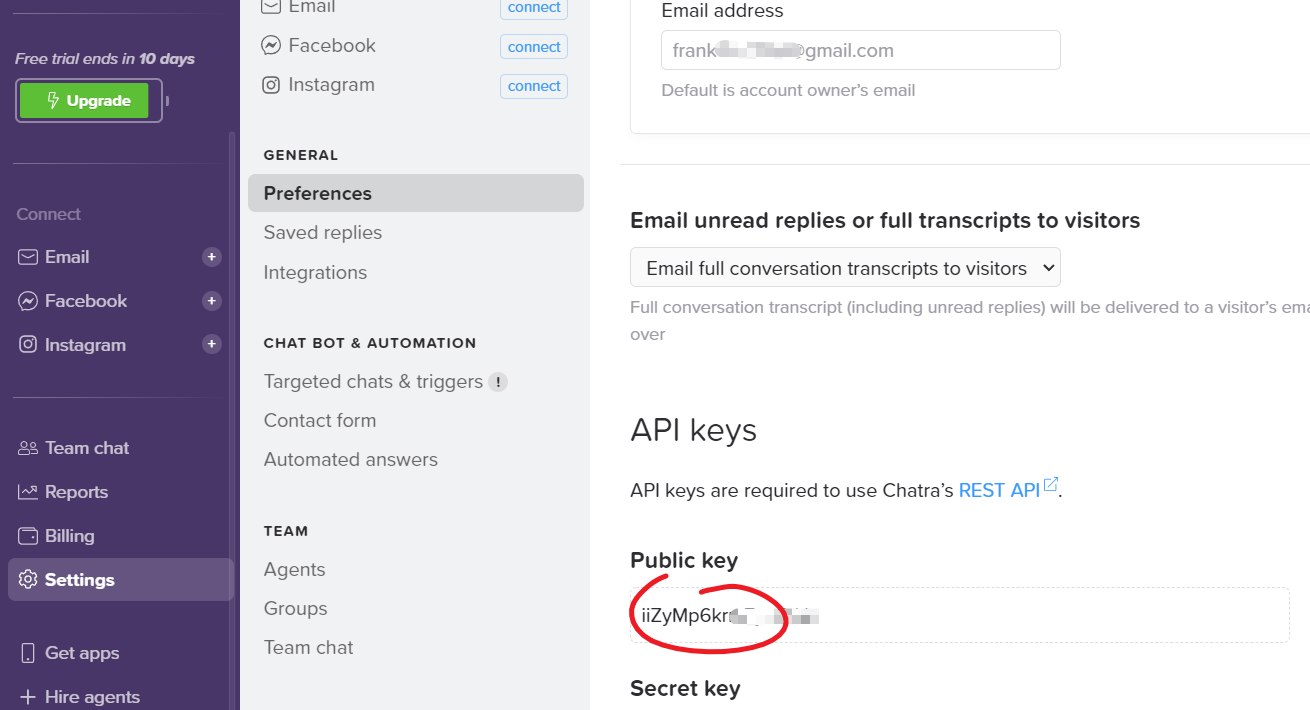 Free trial ends in 10 days
Upgrade
Connect
Email
+
Facebook
+
Instagram
+
Team chat
Reports
Billing
Settings
Get apps
Hire agents
Email
connect
Facebook
connect
Instagram
connect
GENERAL
Preferences
Saved replies
Integrations
CHAT BOT & AUTOMATION
Targeted chats & triggers !
Contact form
Automated answers
TEAM
Agents
Groups
Team chat
Email address
frank @gmail.com
Default is account owner's email
Email unread replies or full transcripts to visitors
Email full conversation transcripts to visitors
Full conversation transcript (including unread replies) will be delivered to a visitor's
over
API keys
API keys are required to use Chatra's REST API.
Public key
iiZyMp6k
Secret key